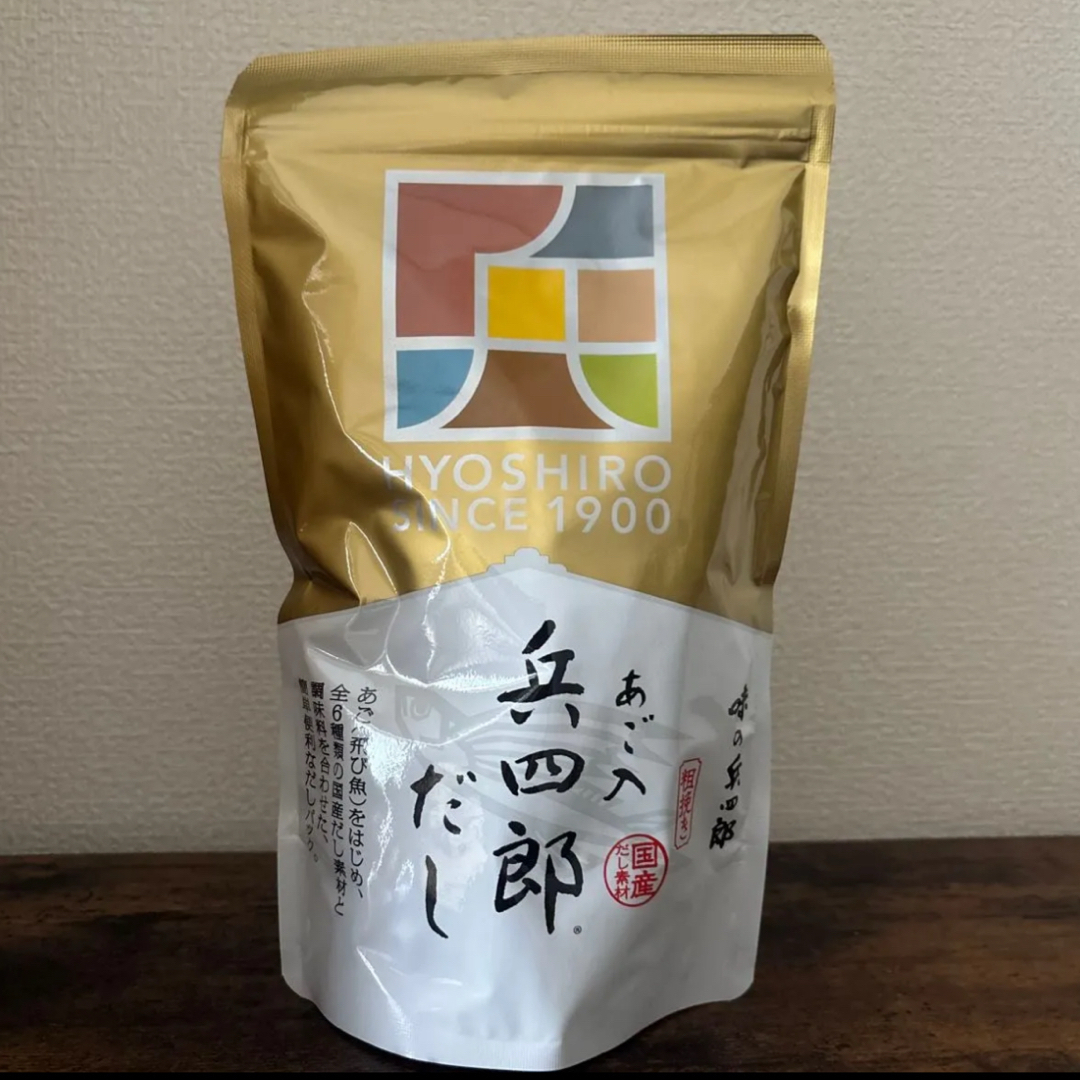 HYOSHIRO
SINCE 1900
味の兵四郎
粗挽き
あご入
兵四郎
だし
®
国産
だし素材
あご(飛び魚)をはじめ、
全6種類の国産だし素材と
調味料を合わせた、
簡単便利なだしパック。